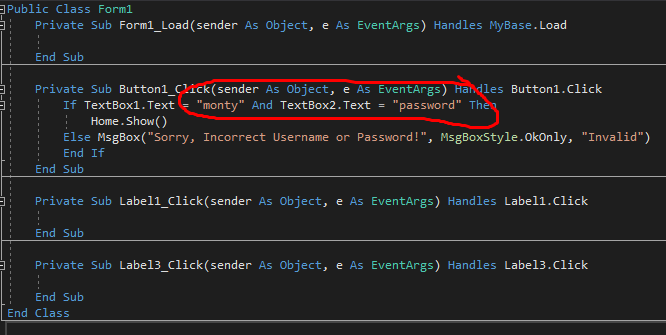 Public Class Form1
Private Sub Form1_Load(sender As Object, e As EventArgs) Handles MyBase.Load
End Sub
Private Sub Button1_Click(sender As Object, e As EventArgs) Handles Button1.Click
If TextBox1.Text = "monty" And TextBox2.Text = "password" Then
Home.Show()
Else MsgBox("Sorry, Incorrect Username or Password!", MsgBoxStyle.OkOnly, "Invalid")
End If
End Sub
Private Sub Label1_Click(sender As Object, e As EventArgs) Handles Label1.Click
End Sub
Private Sub Label3_Click(sender As Object, e As EventArgs) Handles Label3.Click
End Sub
End Class